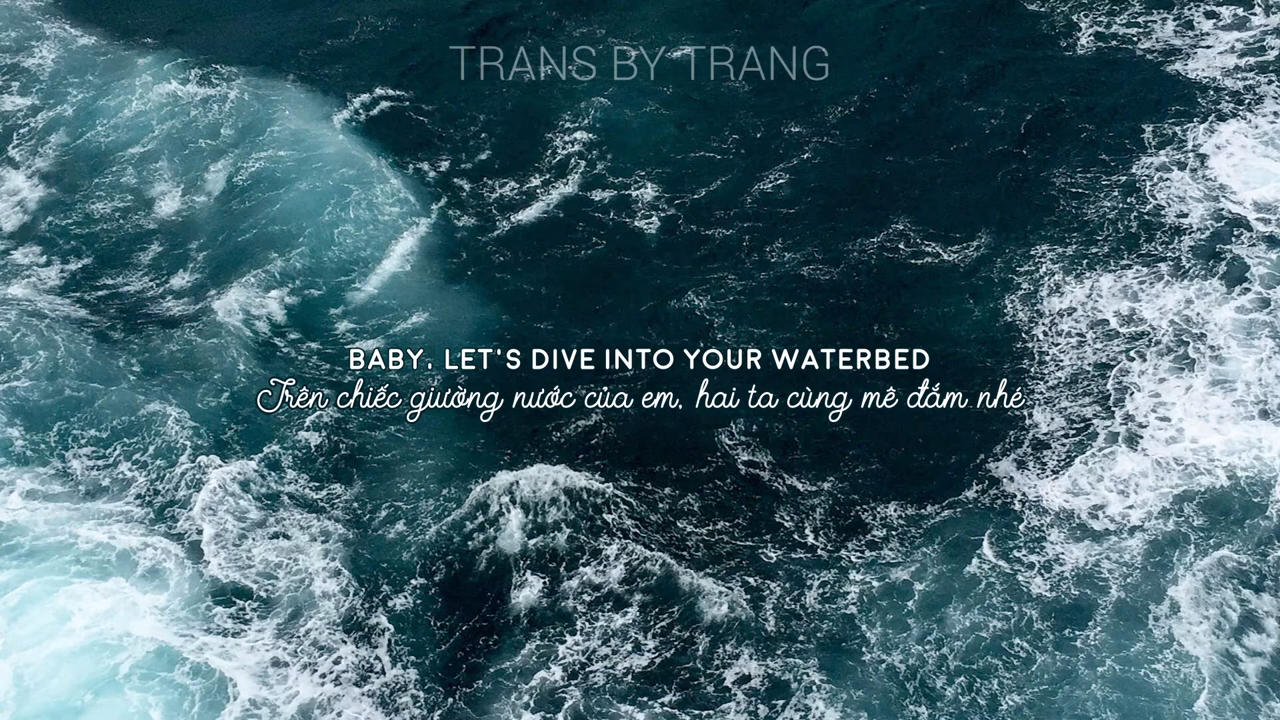 TRANS BY TRANG
BABY, LET'S DIVE INTO YOUR WATERBED
Trên chiếc giường nước của em, hai ta cùng mê đắm nhé